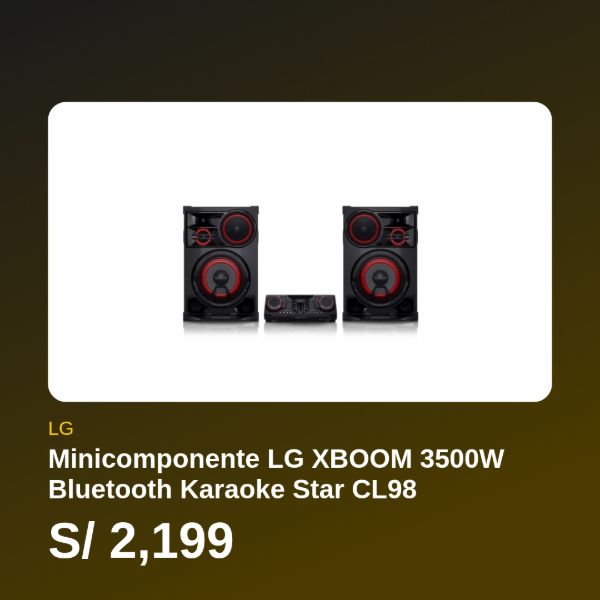 LG
Minicomponente LG XBOOM 3500W
Bluetooth Karaoke Star CL98
S/ 2,199